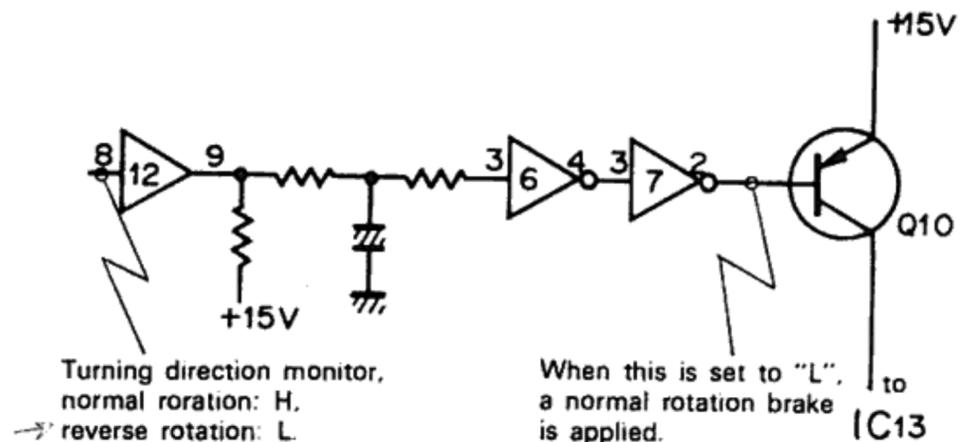 +15V
8
12
9
3
6
4
3
7
2
Q10
+15V
Turning direction monitor,
normal roration: H.
reverse rotation: L.
When this is set to "L",
a normal rotation brake
is applied.
to
IC13